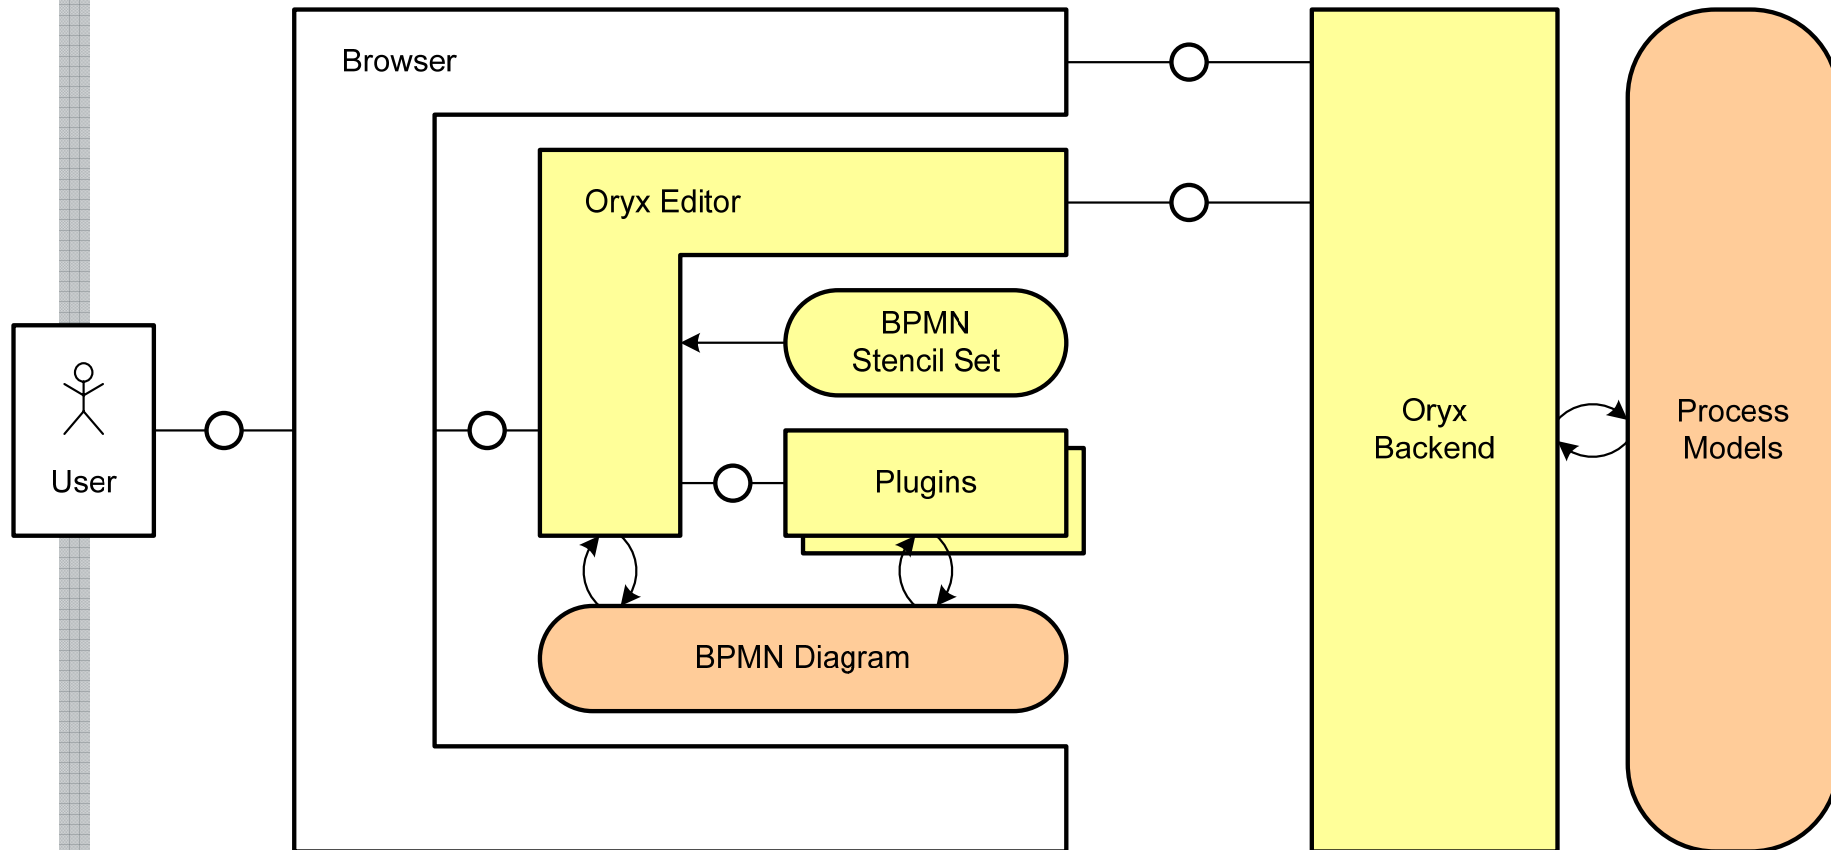 Browser
Oryx Editor
BPMN
Stencil Set
User
Plugins
BPMN Diagram
Oryx
Backend
Process
Models